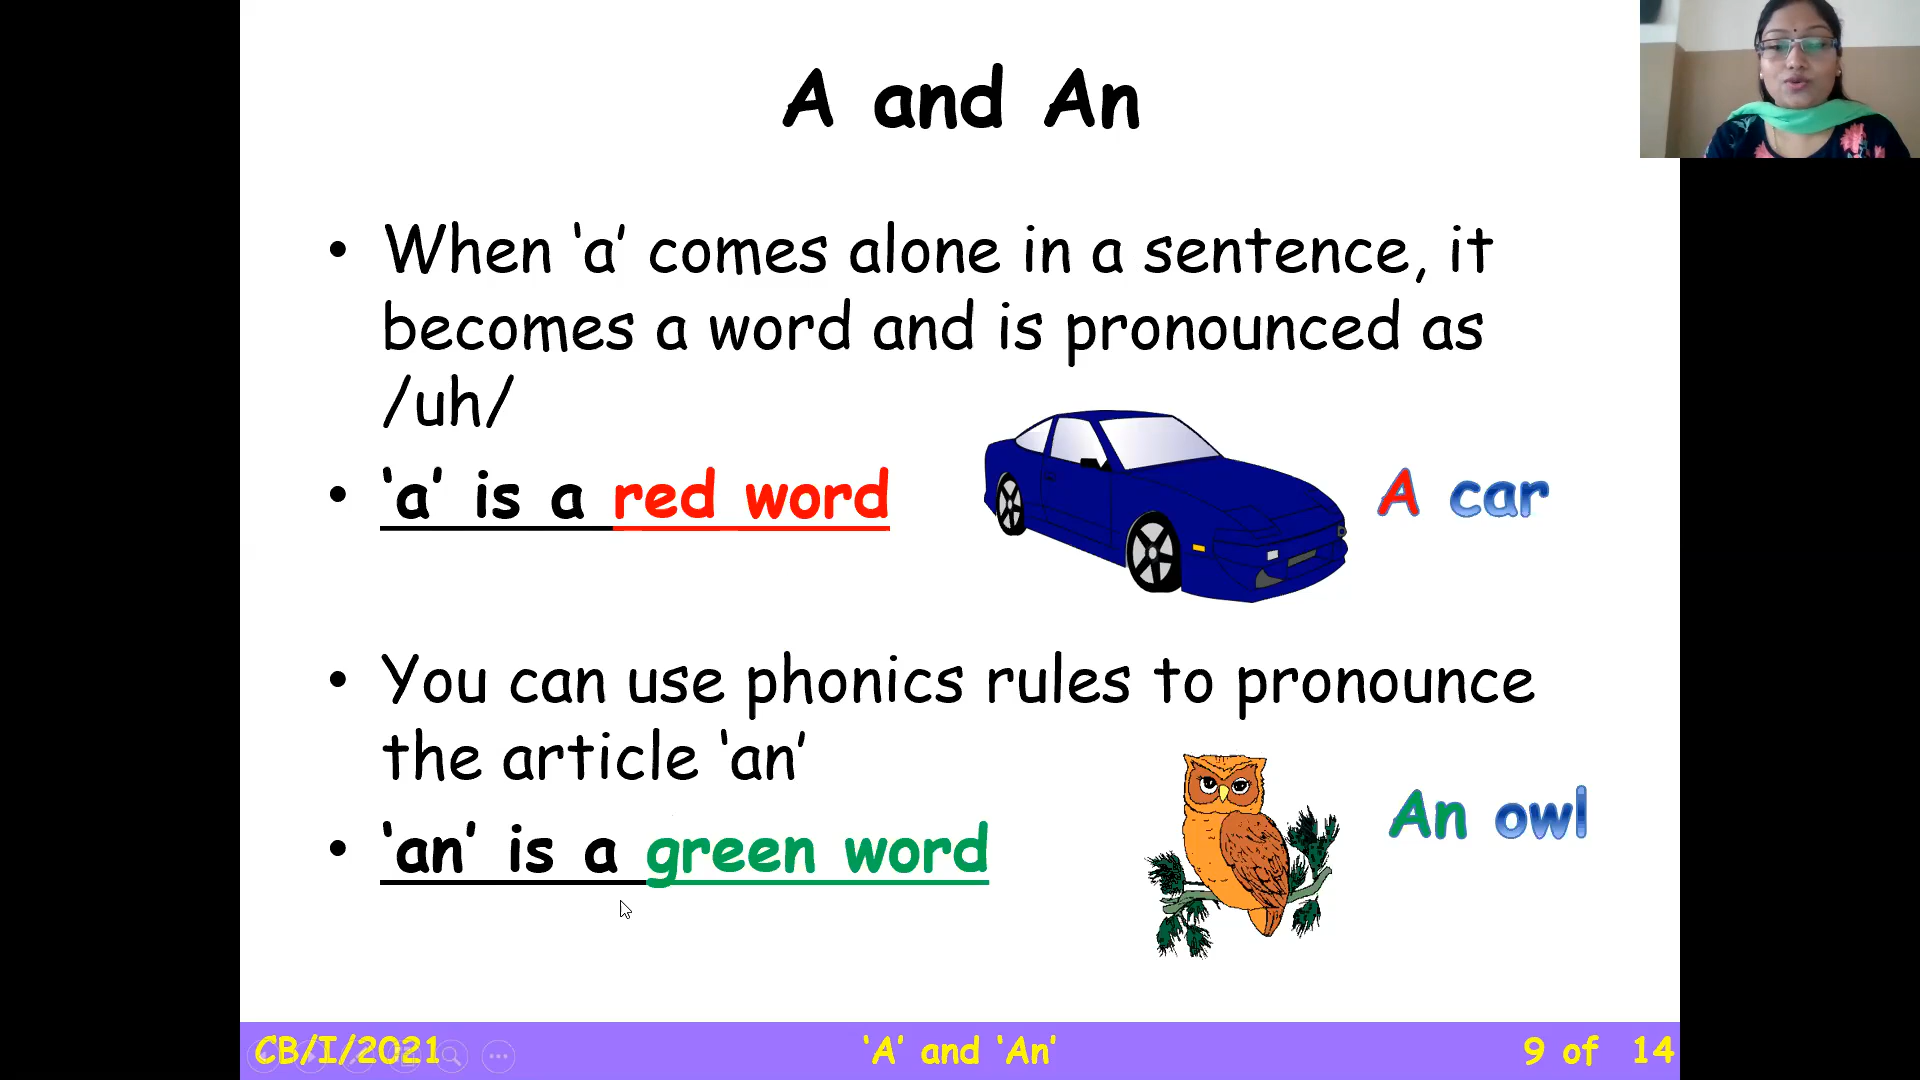 A and An
• When ‘a’ comes alone in a sentence, it
becomes a word and is pronounced as
/uh/
• ‘a’ is a red word
A car
• You can use phonics rules to pronounce
the article ‘an’
• ‘an’ is a green word
An owl
CB/I/2021
‘A’ and ‘An’
9 of 14